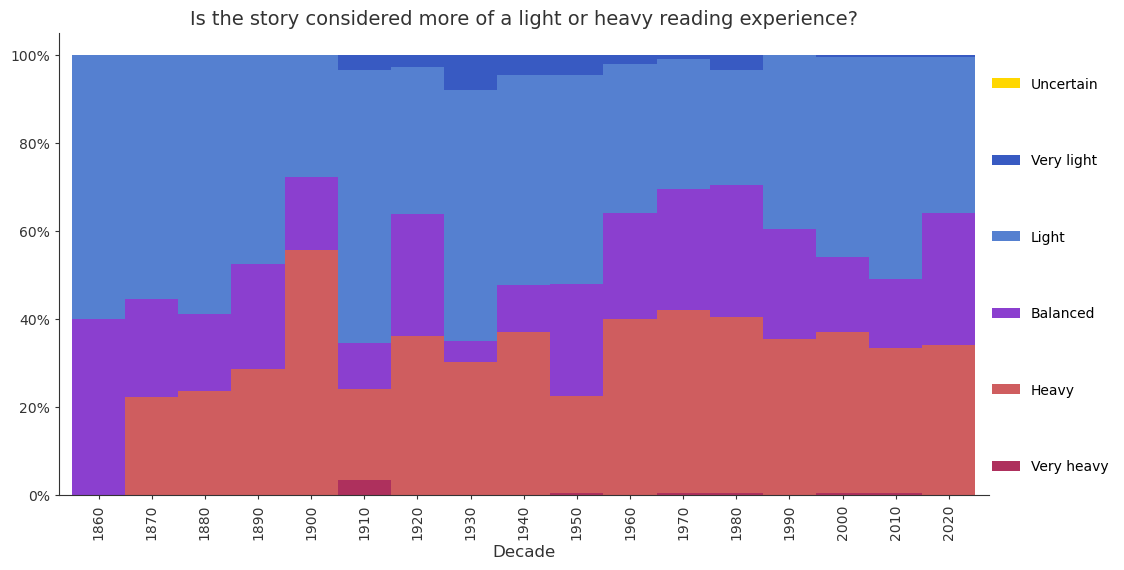 Is the story considered more of a light or heavy reading experience?
100%
80%
60%
40%
20%
0%
1860
1870
1880
1890
1900
1910
1920
1930
1940
1950
1960
1970
1980
1990
2000
2010
2020
Decade
Uncertain
Very light
Light
Balanced
Heavy
Very heavy